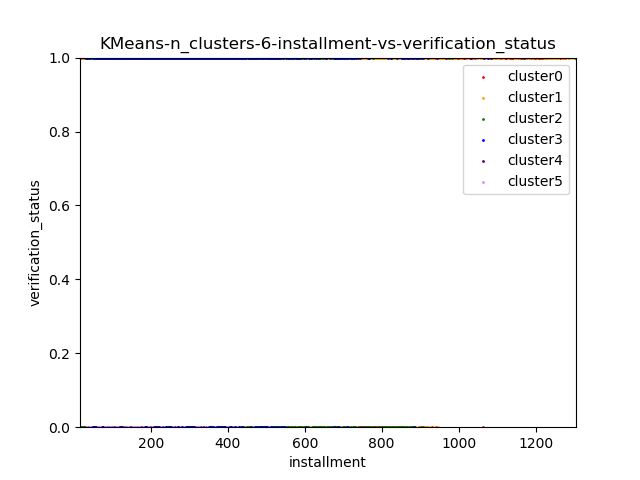 KMeans-n_clusters-6-installment-vs-verification_status
1.0
0.8
0.6
0.4
0.2
0.0
verification_status
cluster0
cluster1
cluster2
cluster3
cluster4
cluster5
200 400 600 800 1000 1200
installment